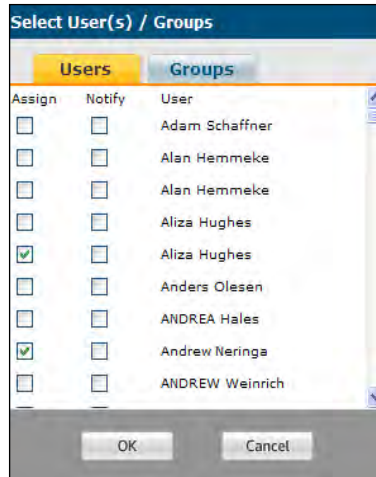 Select User(s) / Groups
Users Groups
Assign Notify User
Adam Schaffner
Alan Hemmeke
Alan Hemmeke
Aliza Hughes
Aliza Hughes
Anders Olesen
ANDREA Hales
Andrew Neringa
ANDREW Weinrich
OK Cancel